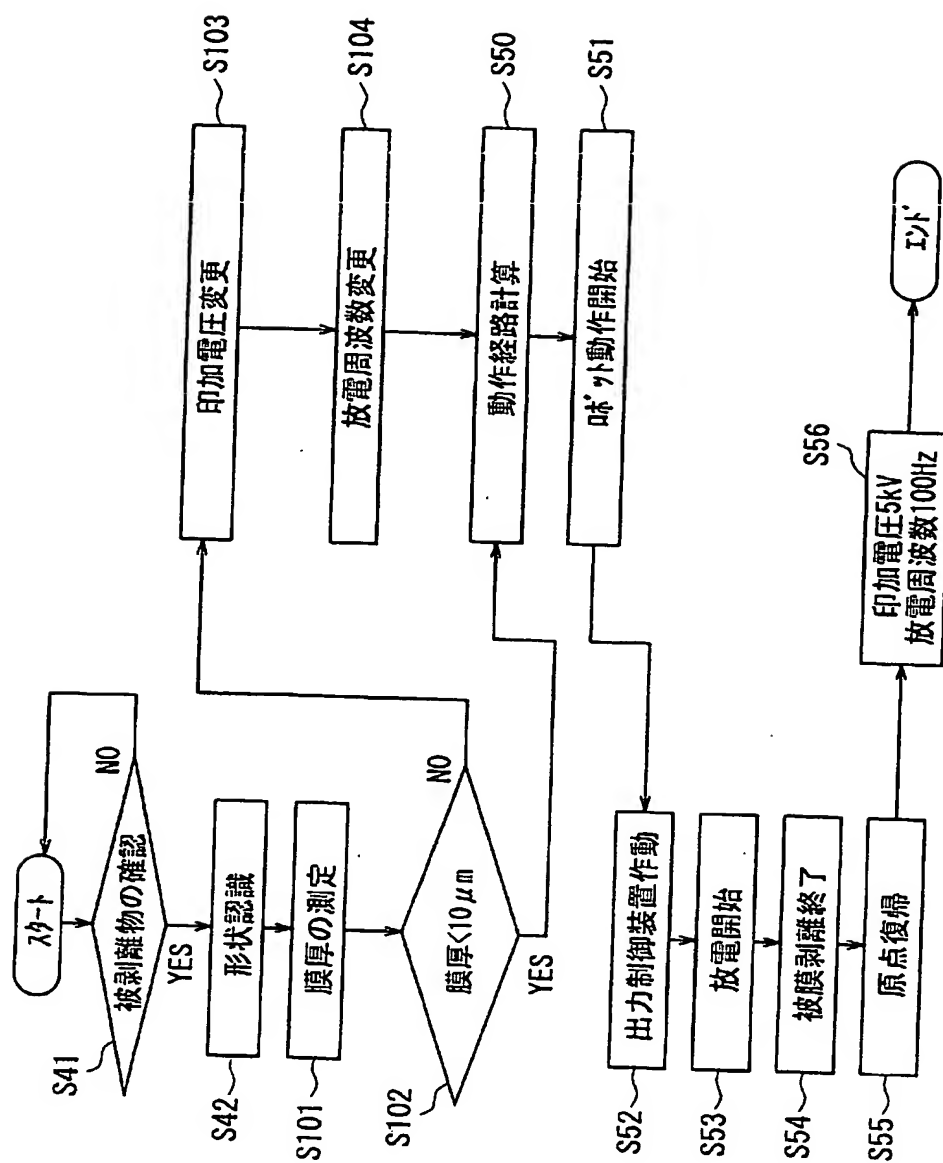 スタート
S41
被剥離物の確認
NO
YES
S42
形状認識
S101
膜厚の測定
S102
膜厚<10μm
NO
YES
印加電圧変更
S103
放電周波数変更
S104
動作経路計算
S50
ロボット動作開始
S51
S52
出力制御装置作動
S53
放電開始
S54
被膜剥離終了
S55
原点復帰
S56
印加電圧5kV
放電周波数100Hz
エンド